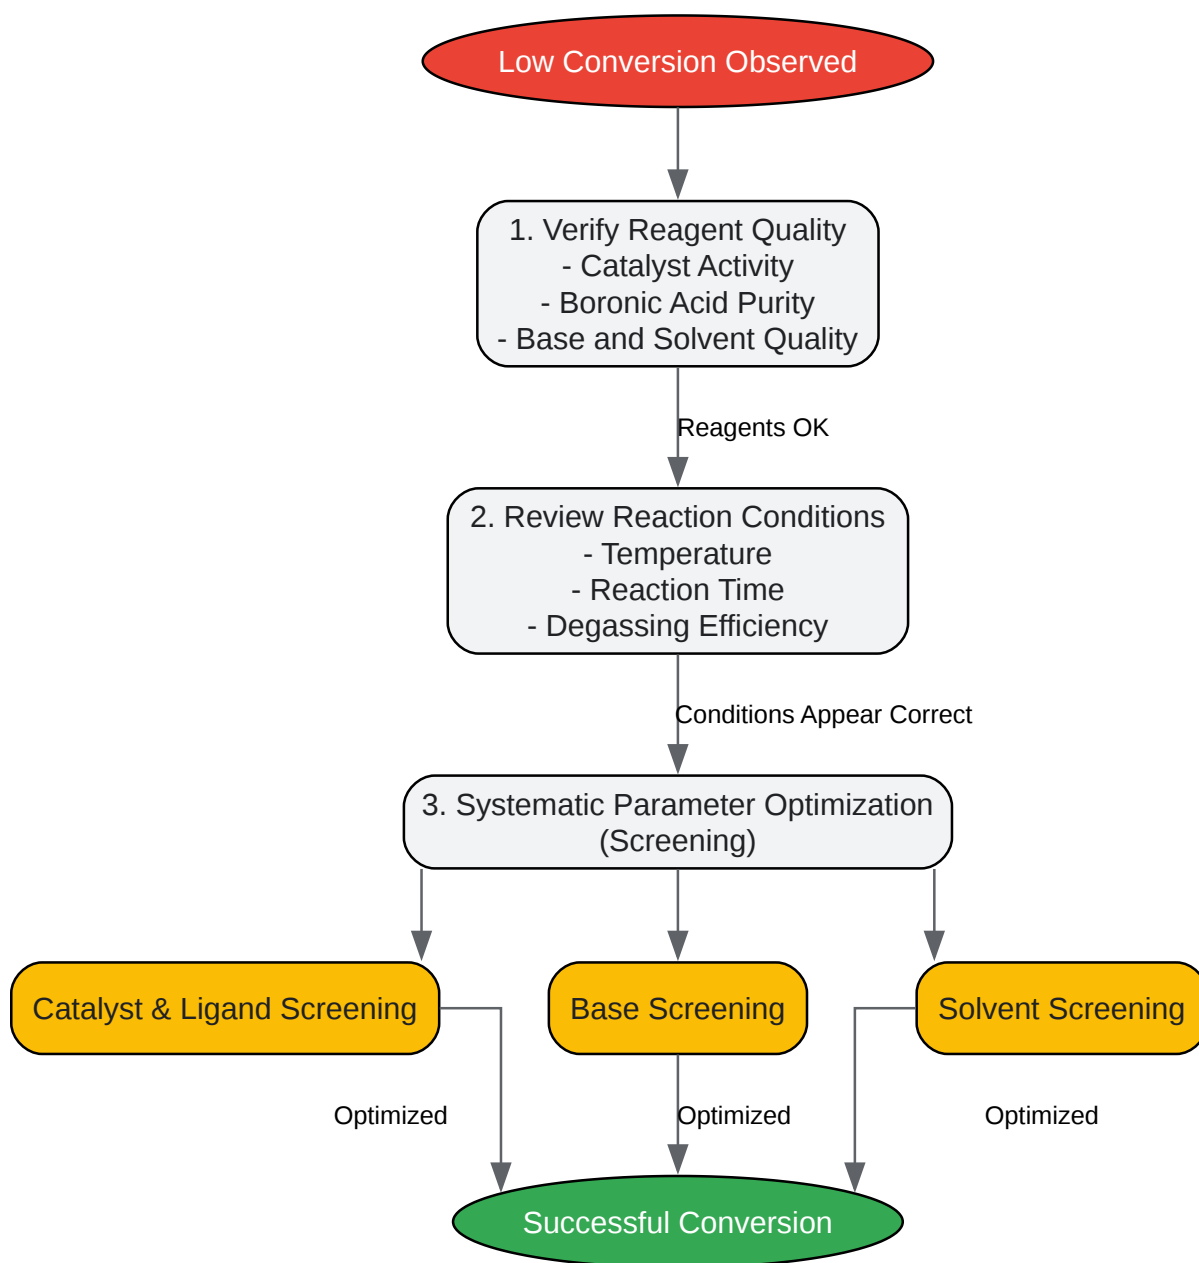 Low Conversion Observed
1. Verify Reagent Quality
- Catalyst Activity
- Boronic Acid Purity
- Base and Solvent Quality
Reagents OK
2. Review Reaction Conditions
- Temperature
- Reaction Time
- Degassing Efficiency
Conditions Appear Correct
3. Systematic Parameter Optimization
(Screening)
Catalyst & Ligand Screening
Base Screening
Solvent Screening
Optimized
Optimized
Optimized
Successful Conversion